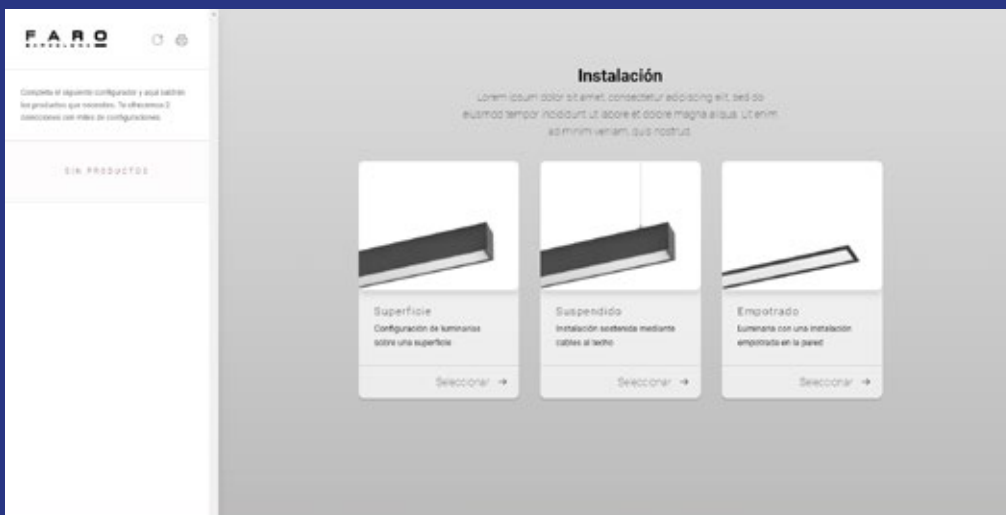 FARO
BARCELONA
Completa el siguiente configurador y aquí saldrán
los productos que necesites. Te ofrecemos 2
colecciones con miles de configuraciones.
SIN PRODUCTOS
Instalación
Lorem ipsum dolor sit amet, consectetur adipiscing elit, sed do
eiusmod tempor incididunt ut labore et dolore magna aliqua. Ut enim
ad minim veniam, quis nostrud.
Superficie
Configuración de luminarias
sobre una superficie
Seleccionar →
Suspendido
Instalación sostenida mediante
cables al techo
Seleccionar →
Empotrado
Luminaria con una instalación
empotrada en la pared
Seleccionar →